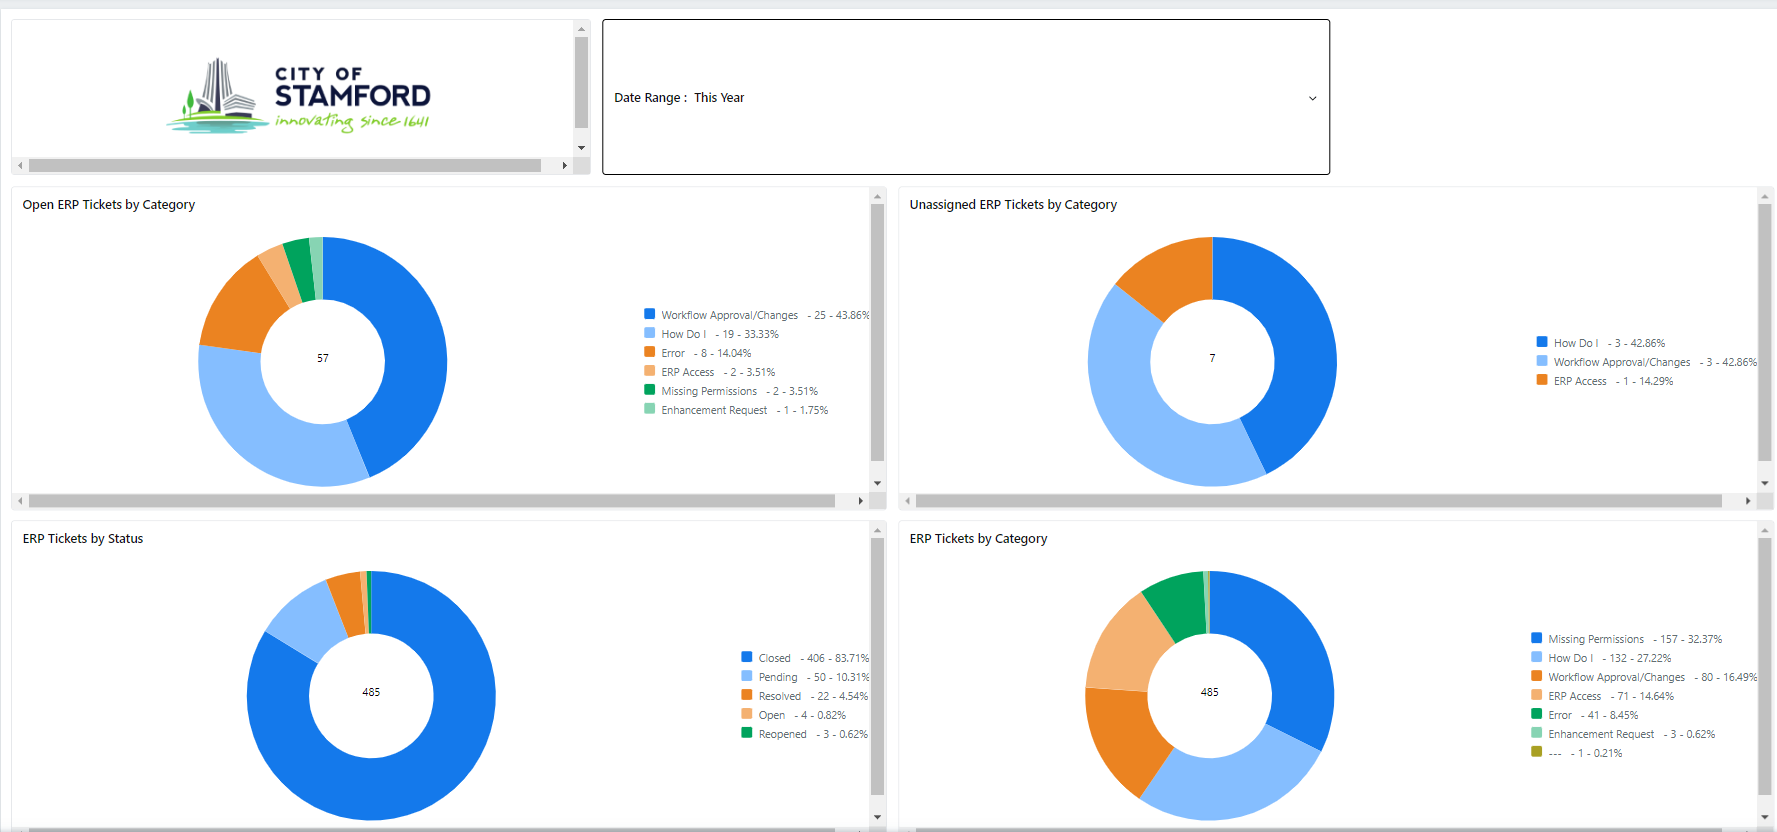 CITY OF
STAMFORD
innovating since 1641
Date Range : This Year
Open ERP Tickets by Category
57
Workflow Approval/Changes - 25 - 43.86%
How Do I - 19 - 33.33%
Error - 8 - 14.04%
ERP Access - 2 - 3.51%
Missing Permissions - 2 - 3.51%
Enhancement Request - 1 - 1.75%
Unassigned ERP Tickets by Category
7
How Do I - 3 - 42.86%
Workflow Approval/Changes - 3 - 42.86%
ERP Access - 1 - 14.29%
ERP Tickets by Status
485
Closed - 406 - 83.71%
Pending - 50 - 10.31%
Resolved - 22 - 4.54%
Open - 4 - 0.82%
Reopened - 3 - 0.62%
ERP Tickets by Category
485
Missing Permissions - 157 - 32.37%
How Do I - 132 - 27.22%
Workflow Approval/Changes - 80 - 16.49%
ERP Access - 71 - 14.64%
Error - 41 - 8.45%
Enhancement Request - 3 - 0.62%
--- - 1 - 0.21%